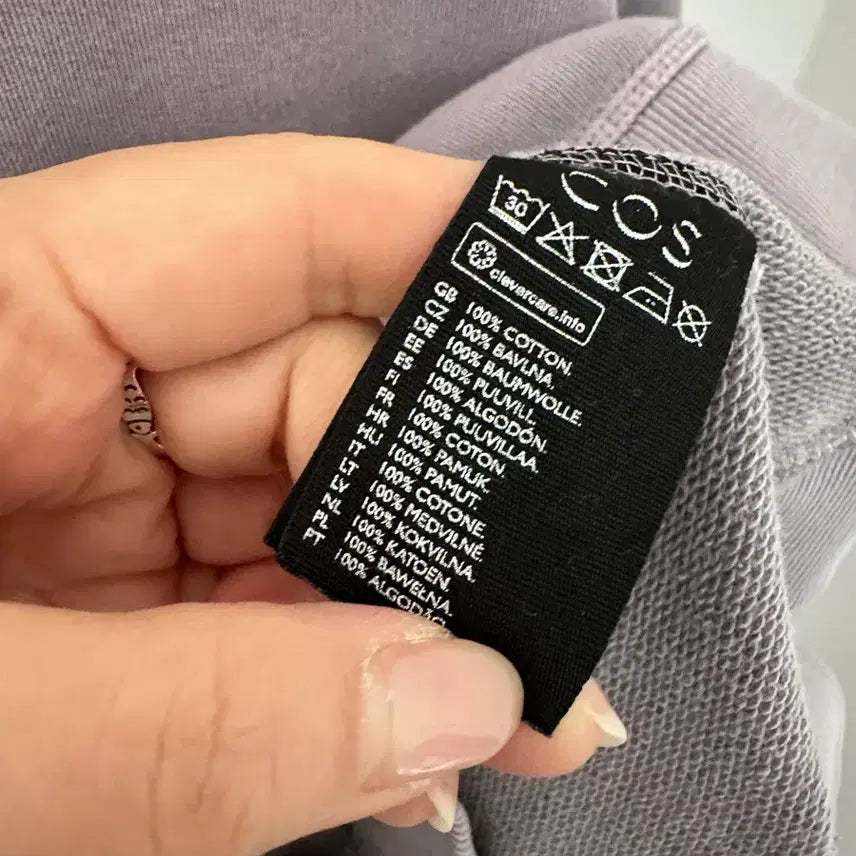 COS
30
clevercare.info
GB 100% COTTON.
CZ 100% BAVLNA.
DE 100% BAUMWOLLE.
EE 100% PUUVILL.
ES 100% ALGODÓN.
FI 100% PUUVILLAA.
FR 100% COTON
HR 100% PAMUK.
HU 100% PAMUT.
IT 100% COTONE.
LT 100% MEDVILNĖ.
LV 100% KOKVILNA.
NL 100% KATOEN.
PL 100% BAWEŁNA.
PT 100%